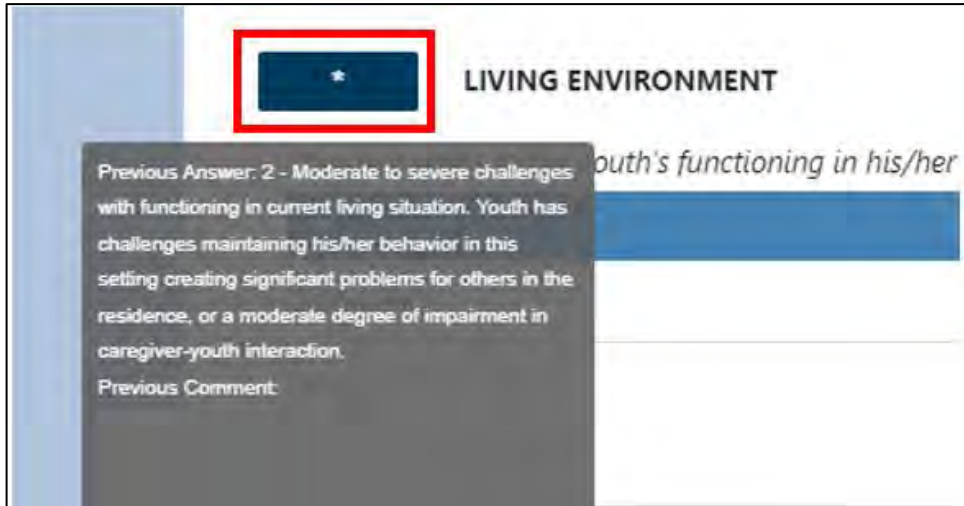 * LIVING ENVIRONMENT
outh's functioning in his/her
Previous Answer: 2 - Moderate to severe challenges
with functioning in current living situation. Youth has
challenges maintaining his/her behavior in this
setting creating significant problems for others in the
residence, or a moderate degree of impairment in
caregiver-youth interaction.
Previous Comment: